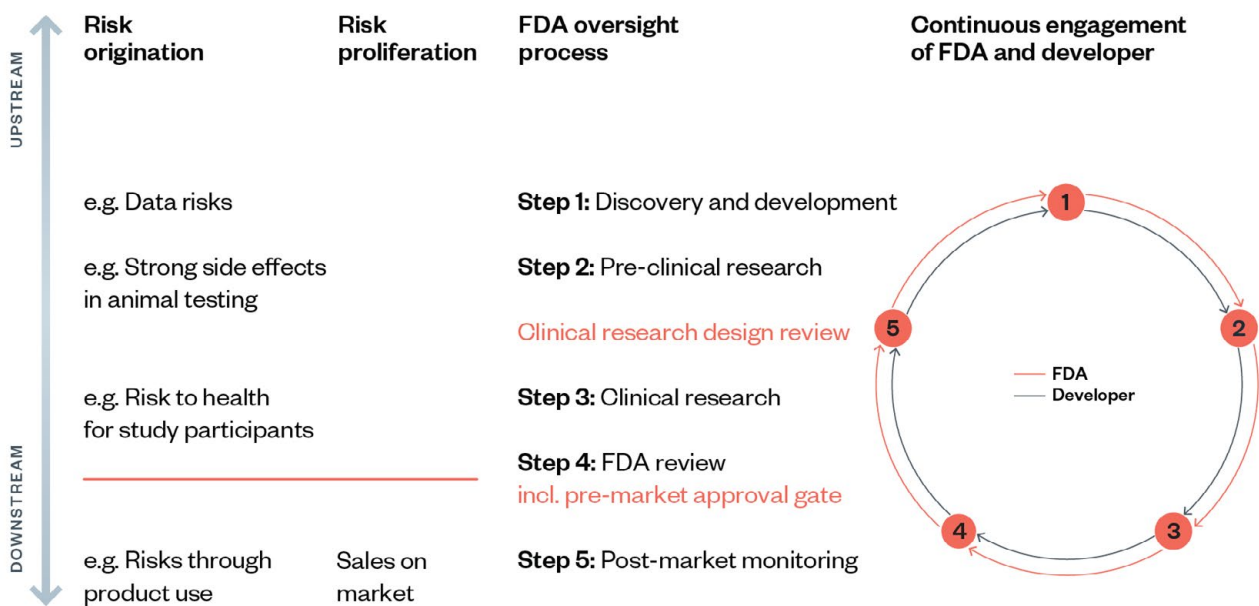 UPSTREAM
DOWNSTREAM
Risk
origination
Risk
proliferation
FDA oversight
process
Continuous engagement
of FDA and developer
e.g. Data risks
Step 1: Discovery and development
e.g. Strong side effects
in animal testing
Step 2: Pre-clinical research
Clinical research design review
e.g. Risk to health
for study participants
Step 3: Clinical research
Step 4: FDA review
incl. pre-market approval gate
e.g. Risks through
product use
Sales on
market
Step 5: Post-market monitoring
1
2
3
4
5
FDA
Developer